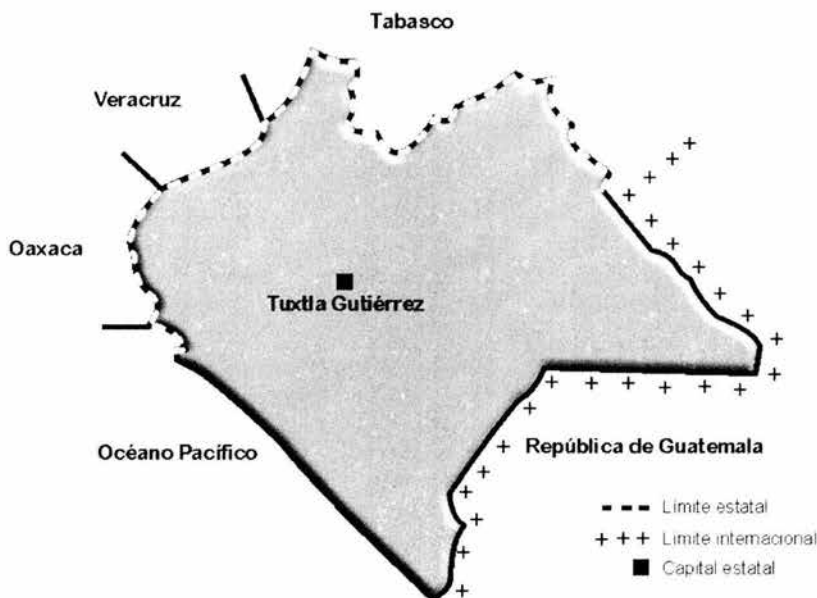 Tabasco
Veracruz
Oaxaca
Tuxtla Gutiérrez
Océano Pacífico
República de Guatemala
Límite estatal
Límite internacional
Capital estatal